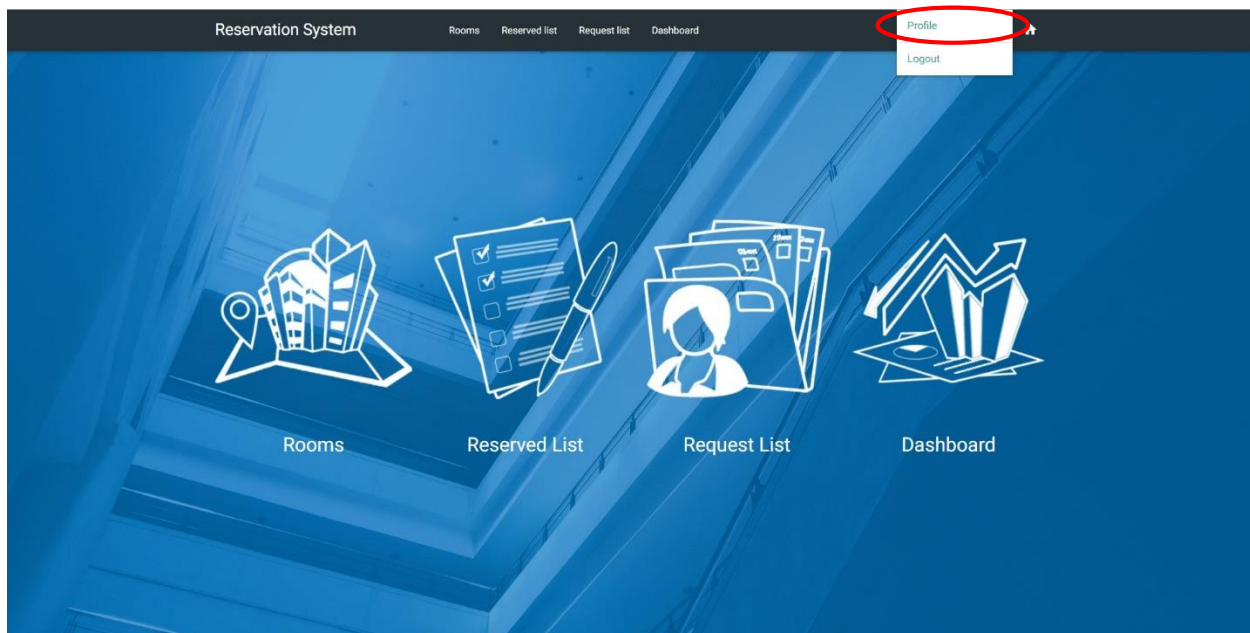 Reservation System
Rooms Reserved list Request list Dashboard
Profile
Logout
Rooms
Reserved List
Request List
Dashboard